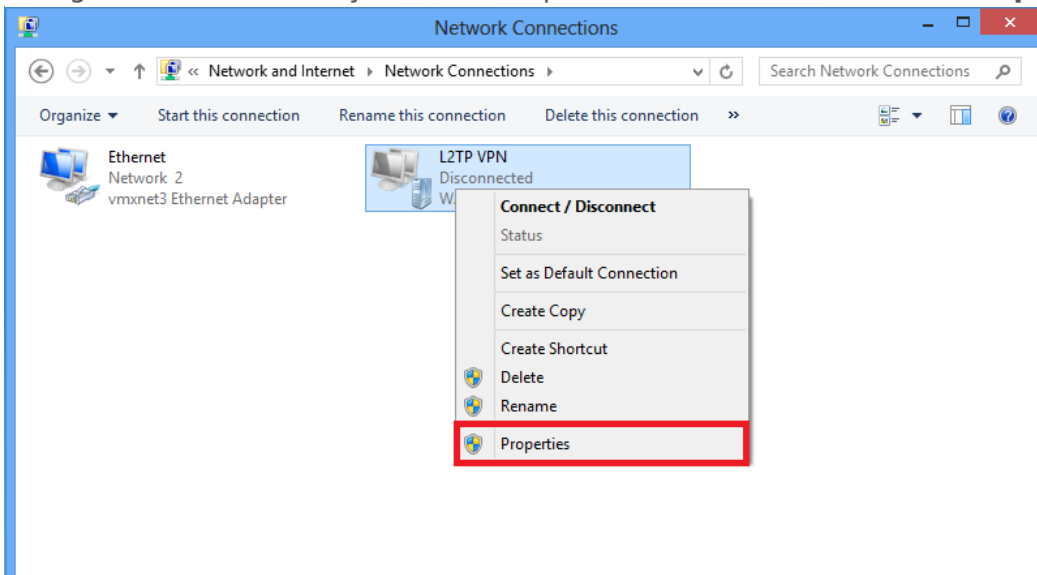 Network Connections
« Network and Internet Network Connections
Search Network Connections
Organize Start this connection Rename this connection Delete this connection »
Ethernet
Network 2
vmxnet3 Ethernet Adapter
L2TP VPN
Disconnected
Connect / Disconnect
Status
Set as Default Connection
Create Copy
Create Shortcut
Delete
Rename
Properties